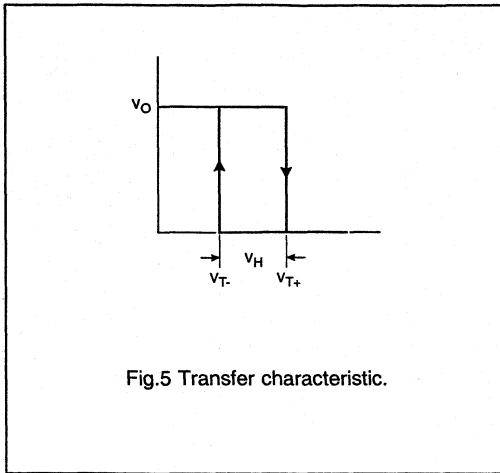 VO
VH
VT- VT+
Fig.5 Transfer characteristic.